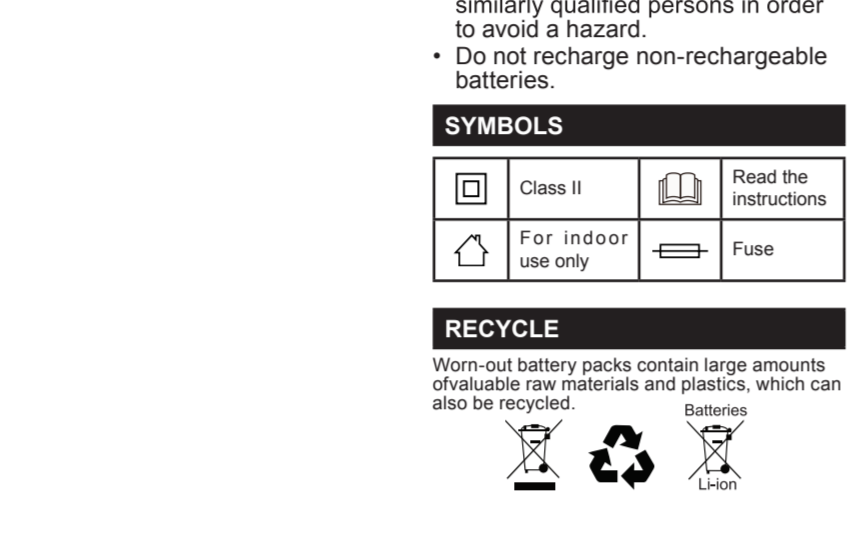 similarly qualified persons in order
to avoid a hazard.
• Do not recharge non-rechargeable
batteries.
SYMBOLS
Class II
Read the
instructions
For indoor
use only
Fuse
RECYCLE
Worn-out battery packs contain large amounts
ofvaluable raw materials and plastics, which can
also be recycled.
Batteries
Li-ion